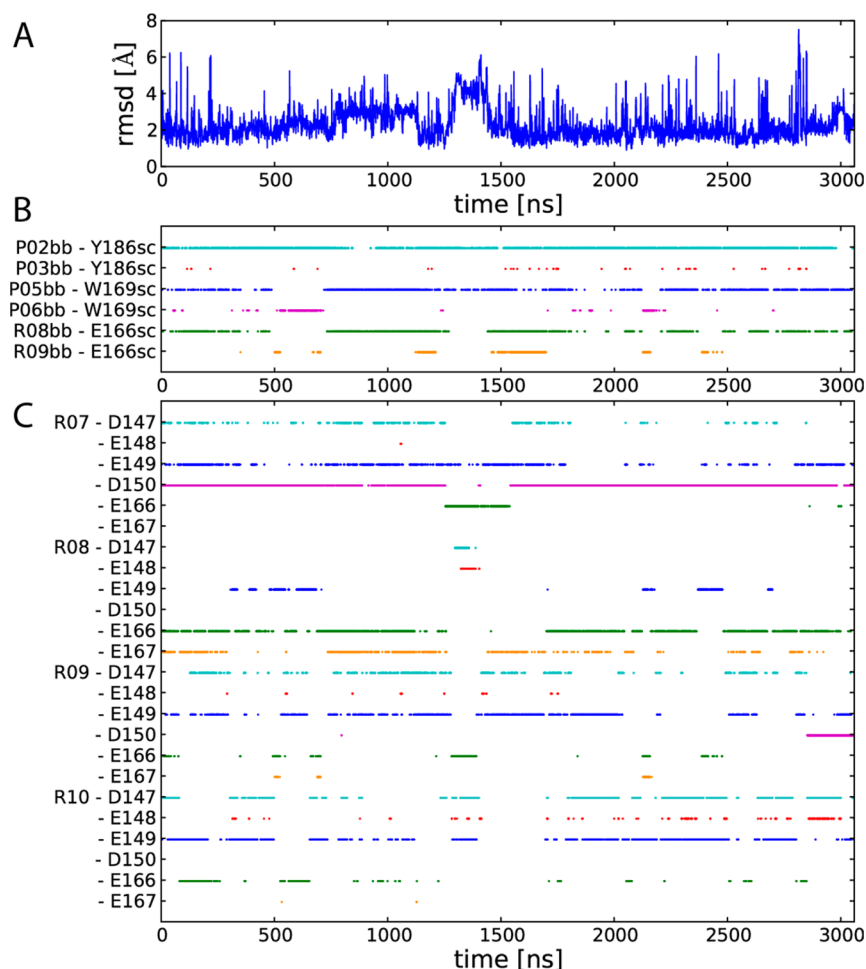 A
rmsd [Å]
8
6
4
2
0
0 500 1000 1500 2000 2500 3000
time [ns]
B
P02bb - Y186sc
P03bb - Y186sc
P05bb - W169sc
P06bb - W169sc
R08bb - E166sc
R09bb - E166sc
0 500 1000 1500 2000 2500 3000
time [ns]
C
R07 - D147
- E148
- E149
- D150
- E166
- E167
R08 - D147
- E148
- E149
- D150
- E166
- E167
R09 - D147
- E148
- E149
- D150
- E166
- E167
R10 - D147
- E148
- E149
- D150
- E166
- E167
0 500 1000 1500 2000 2500 3000
time [ns]